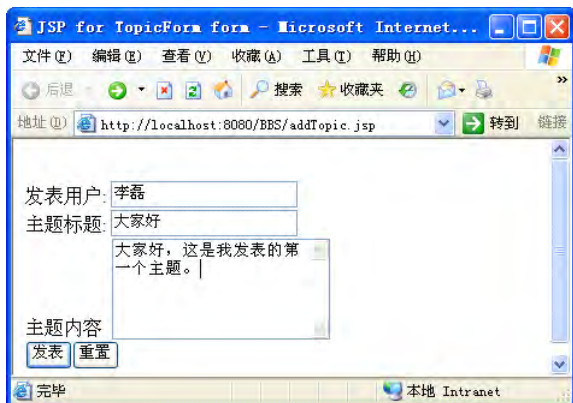 JSP for TopicForm form - Microsoft Internet...
文件(F) 编辑(E) 查看(V) 收藏(A) 工具(T) 帮助(H)
后退 搜索 收藏夹 »
地址(D) http://localhost:8080/BBS/addTopic.jsp 转到 链接
发表用户: 李磊
主题标题: 大家好
大家好，这是我发表的第
一个主题。
主题内容
发表 重置
完毕 本地 Intranet